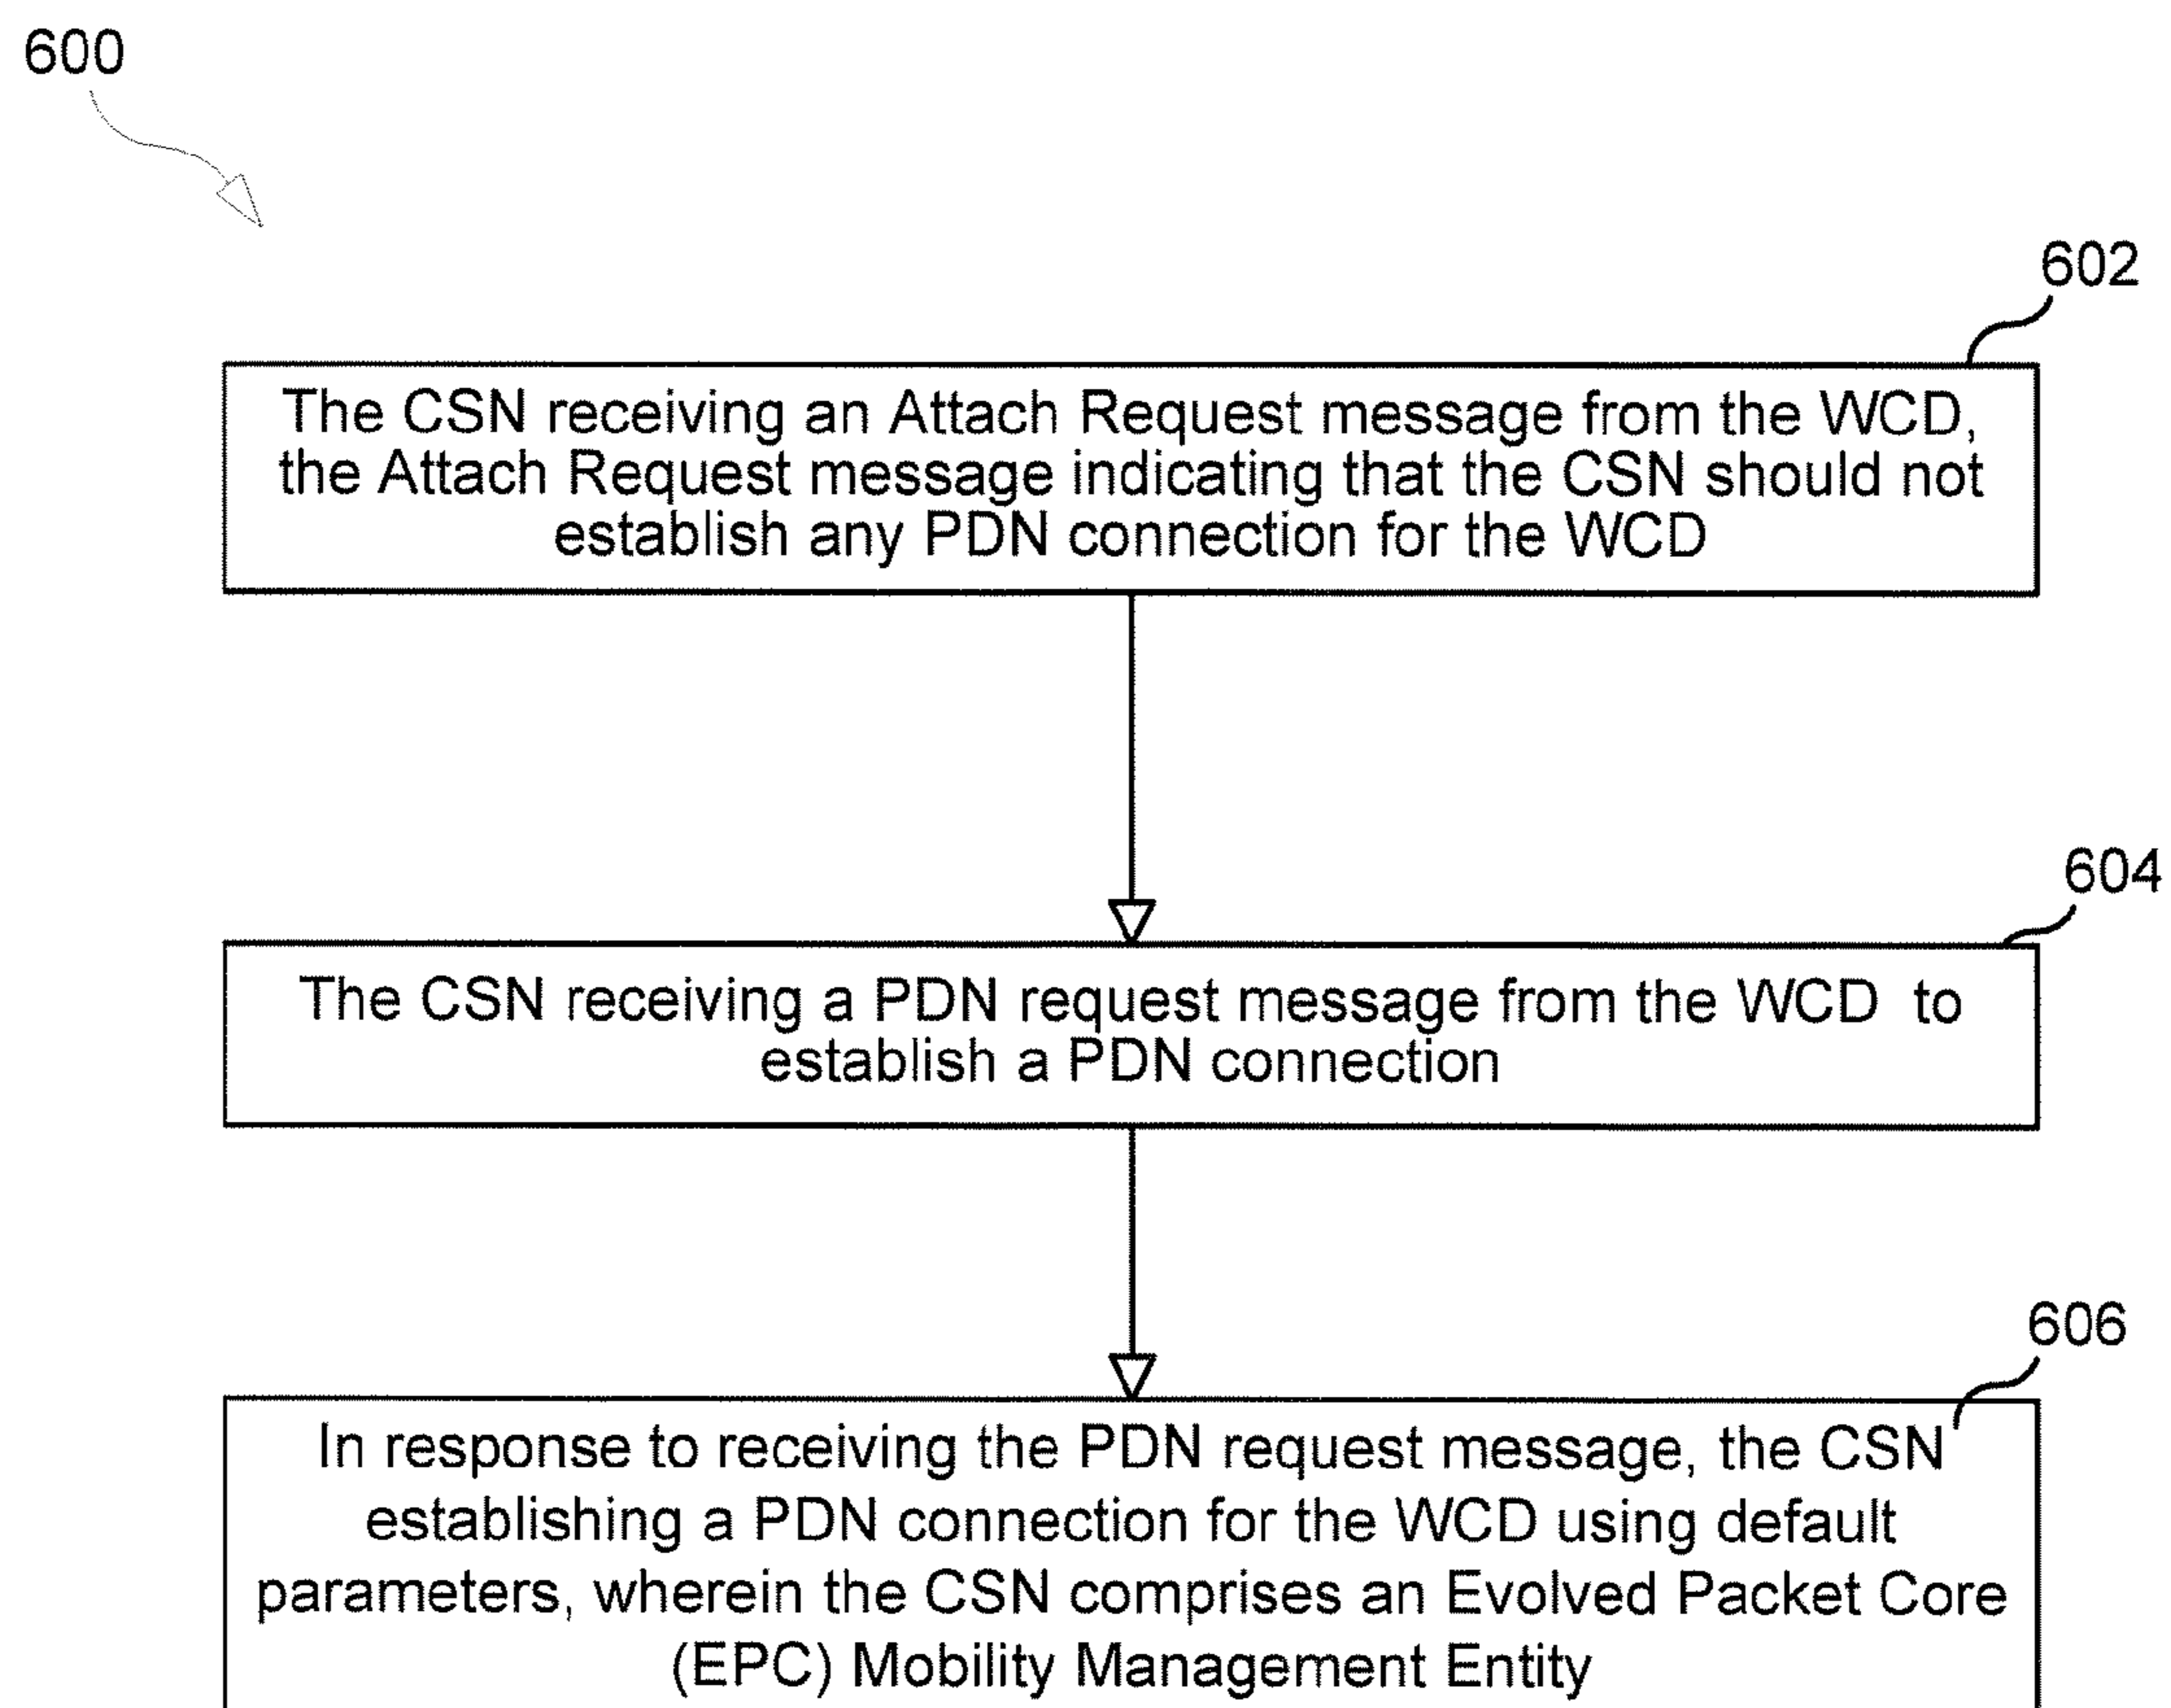 600
602
The CSN receiving an Attach Request message from the WCD,
the Attach Request message indicating that the CSN should not
establish any PDN connection for the WCD
604
The CSN receiving a PDN request message from the WCD to
establish a PDN connection
606
In response to receiving the PDN request message, the CSN
establishing a PDN connection for the WCD using default
parameters, wherein the CSN comprises an Evolved Packet Core
(EPC) Mobility Management Entity